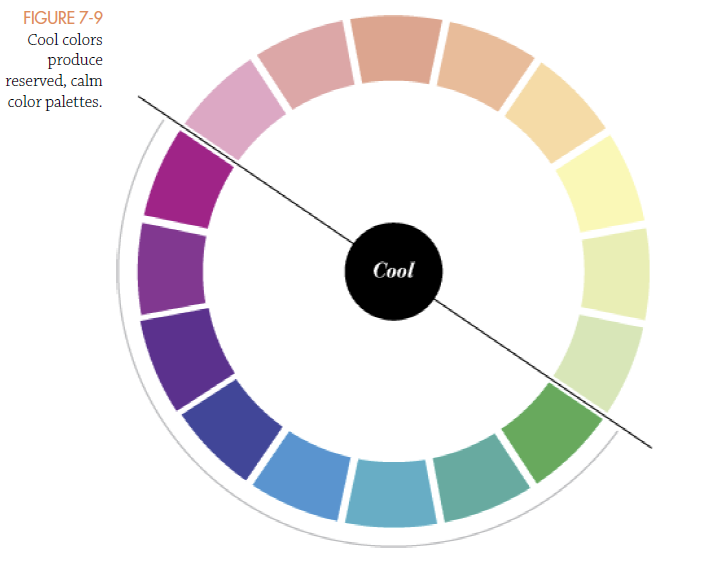 FIGURE 7-9
Cool colors
produce
reserved, calm
color palettes.
Cool